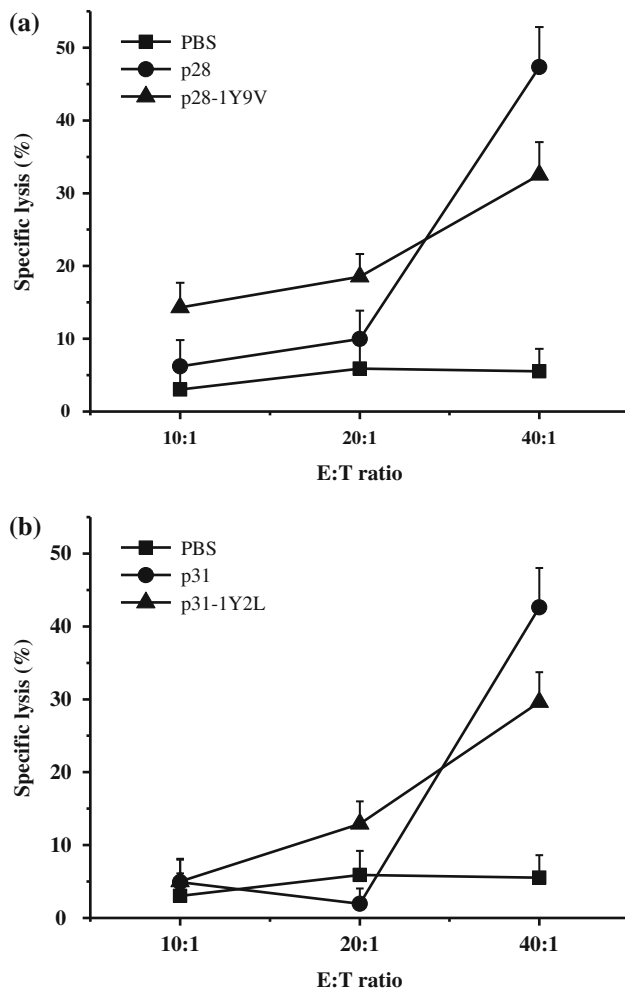 (a)
PBS
p28
p28-1Y9V
Specific lysis (%)
50
40
30
20
10
0
10:1 20:1 40:1
E:T ratio
(b)
PBS
p31
p31-1Y2L
Specific lysis (%)
50
40
30
20
10
0
10:1 20:1 40:1
E:T ratio